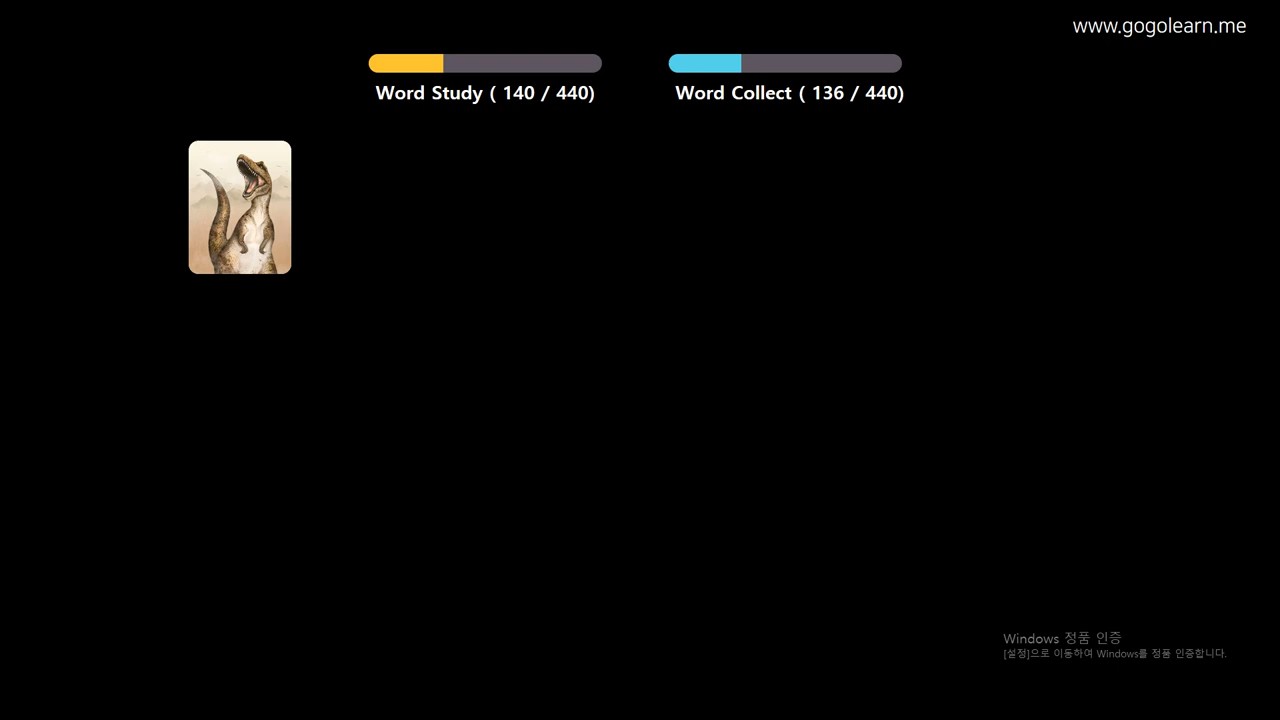 www.gogolearn.me
Word Study ( 140 / 440)
Word Collect ( 136 / 440)
Windows 정품 인증
[설정]으로 이동하여 Windows를 정품 인증합니다.